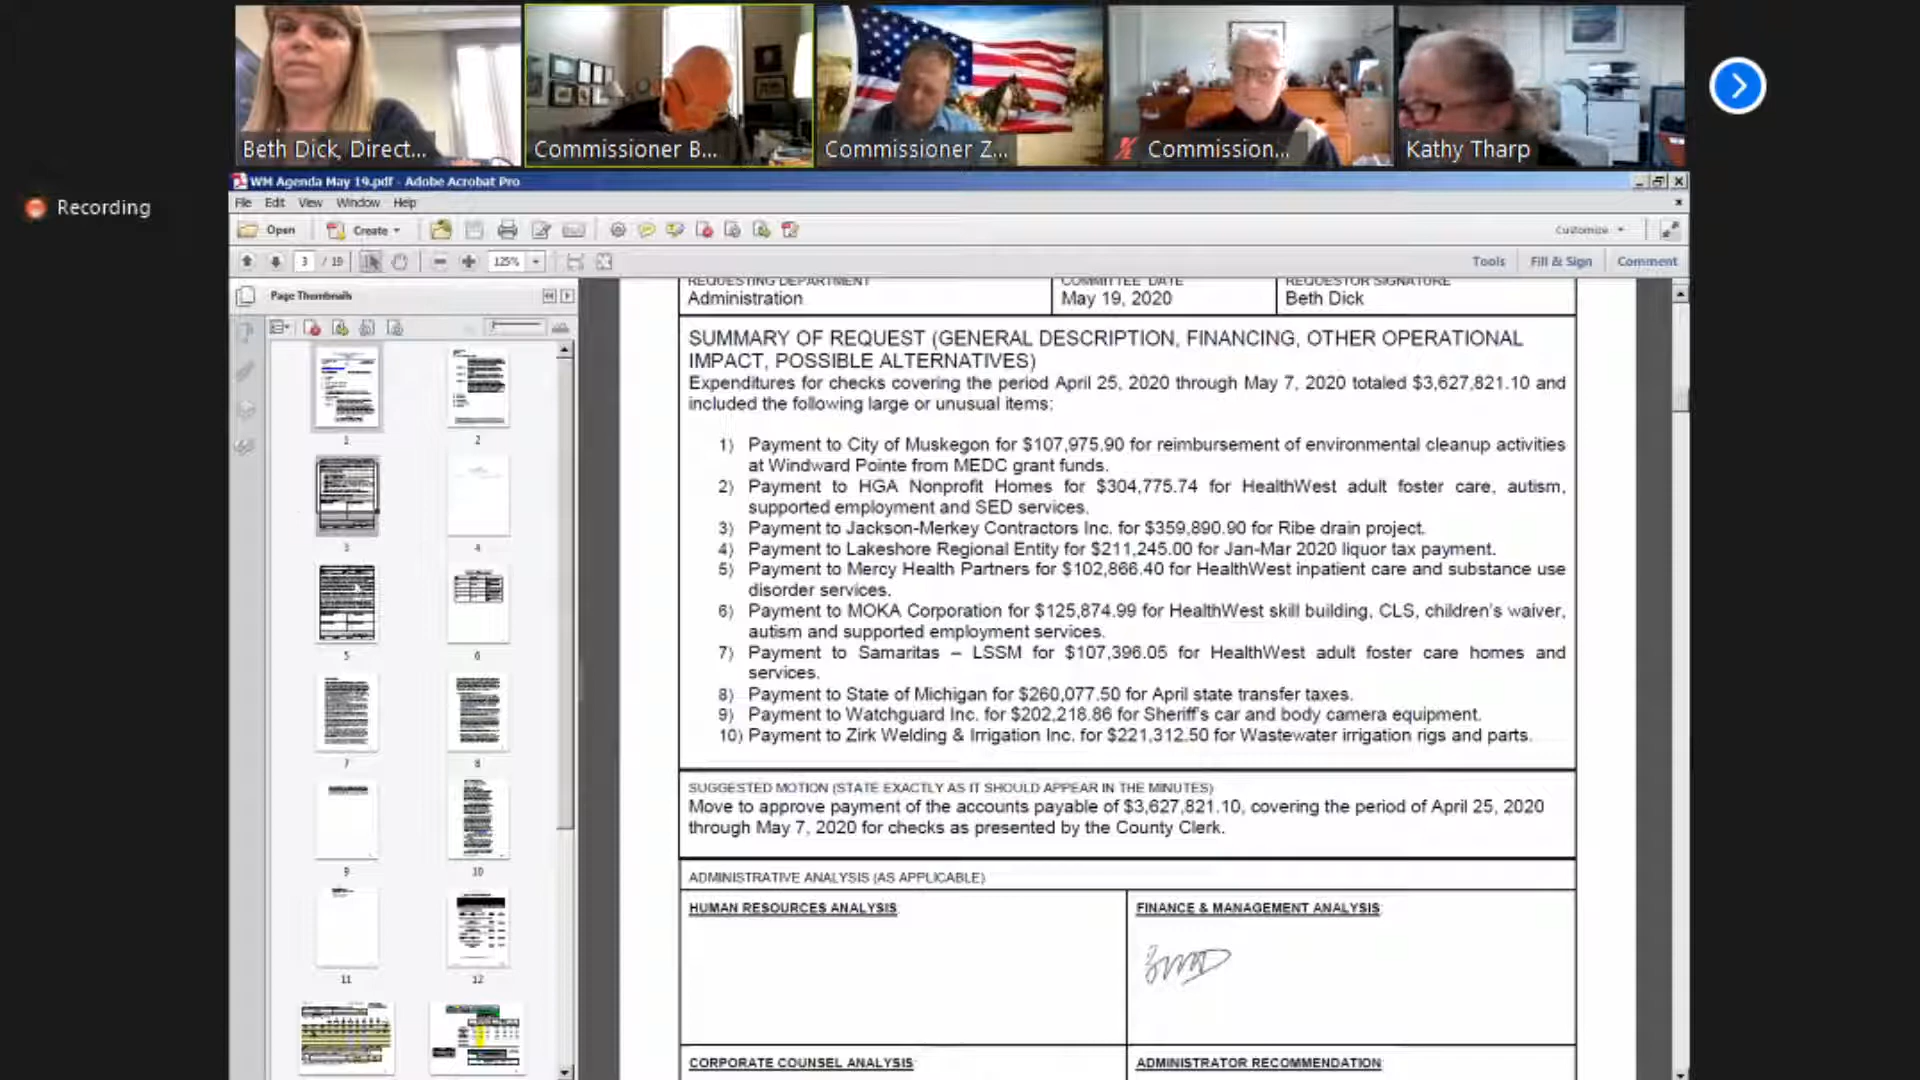 Beth Dick, Direct...
Commissioner B...
Commissioner Z...
Commission...
Kathy Tharp
Recording
WM Agenda May 19.pdf - Adobe Acrobat Pro
File Edit View Window Help
Open Create Customize
3 / 19 125% Tools Fill & Sign Comment
Page Thumbnails
1
2
3
4
5
6
7
8
9
10
11
12
REQUESTING DEPARTMENT
Administration
COMMITTEE DATE
May 19, 2020
REQUESTOR SIGNATURE
Beth Dick
SUMMARY OF REQUEST (GENERAL DESCRIPTION, FINANCING, OTHER OPERATIONAL
IMPACT, POSSIBLE ALTERNATIVES)
Expenditures for checks covering the period April 25, 2020 through May 7, 2020 totaled $3,627,821.10 and
included the following large or unusual items:
1) Payment to City of Muskegon for $107,975.90 for reimbursement of environmental cleanup activities
at Windward Pointe from MEDC grant funds.
2) Payment to HGA Nonprofit Homes for $304,775.74 for HealthWest adult foster care, autism,
supported employment and SED services.
3) Payment to Jackson-Merkey Contractors Inc. for $359,890.90 for Ribe drain project.
4) Payment to Lakeshore Regional Entity for $211,245.00 for Jan-Mar 2020 liquor tax payment.
5) Payment to Mercy Health Partners for $102,866.40 for HealthWest inpatient care and substance use
disorder services.
6) Payment to MOKA Corporation for $125,874.99 for HealthWest skill building, CLS, children's waiver,
autism and supported employment services.
7) Payment to Samaritas – LSSM for $107,396.05 for HealthWest adult foster care homes and
services.
8) Payment to State of Michigan for $260,077.50 for April state transfer taxes.
9) Payment to Watchguard Inc. for $202,218.86 for Sheriff's car and body camera equipment.
10) Payment to Zirk Welding & Irrigation Inc. for $221,312.50 for Wastewater irrigation rigs and parts.
SUGGESTED MOTION (STATE EXACTLY AS IT SHOULD APPEAR IN THE MINUTES)
Move to approve payment of the accounts payable of $3,627,821.10, covering the period of April 25, 2020
through May 7, 2020 for checks as presented by the County Clerk.
ADMINISTRATIVE ANALYSIS (AS APPLICABLE)
HUMAN RESOURCES ANALYSIS
FINANCE & MANAGEMENT ANALYSIS
CORPORATE COUNSEL ANALYSIS
ADMINISTRATOR RECOMMENDATION